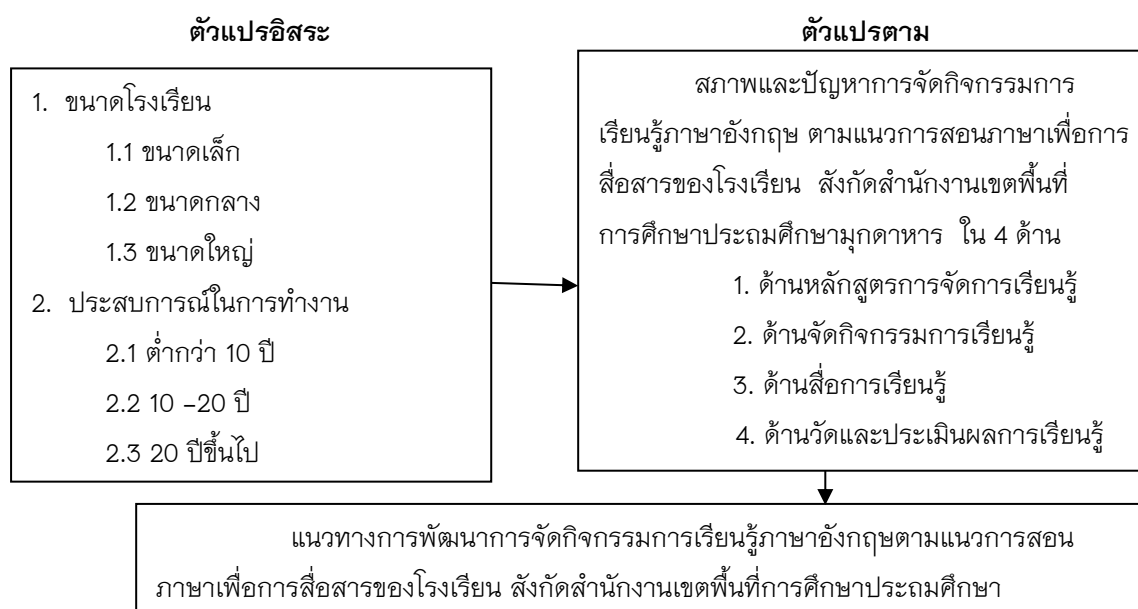 ตัวแปรอิสระ
1. ขนาดโรงเรียน
1.1 ขนาดเล็ก
1.2 ขนาดกลาง
1.3 ขนาดใหญ่
2. ประสบการณ์ในการทำงาน
2.1 ต่ำกว่า 10 ปี
2.2 10 –20 ปี
2.3 20 ปีขึ้นไป
ตัวแปรตาม
สภาพและปัญหาการจัดกิจกรรมการ
เรียนรู้ภาษาอังกฤษ ตามแนวการสอนภาษาเพื่อการ
สื่อสารของโรงเรียน สังกัดสำนักงานเขตพื้นที่
การศึกษาประถมศึกษามุกดาหาร ใน 4 ด้าน
1. ด้านหลักสูตรการจัดการเรียนรู้
2. ด้านจัดกิจกรรมการเรียนรู้
3. ด้านสื่อการเรียนรู้
4. ด้านวัดและประเมินผลการเรียนรู้
แนวทางการพัฒนาการจัดกิจกรรมการเรียนรู้ภาษาอังกฤษตามแนวการสอน
ภาษาเพื่อการสื่อสารของโรงเรียน สังกัดสำนักงานเขตพื้นที่การศึกษาประถมศึกษา